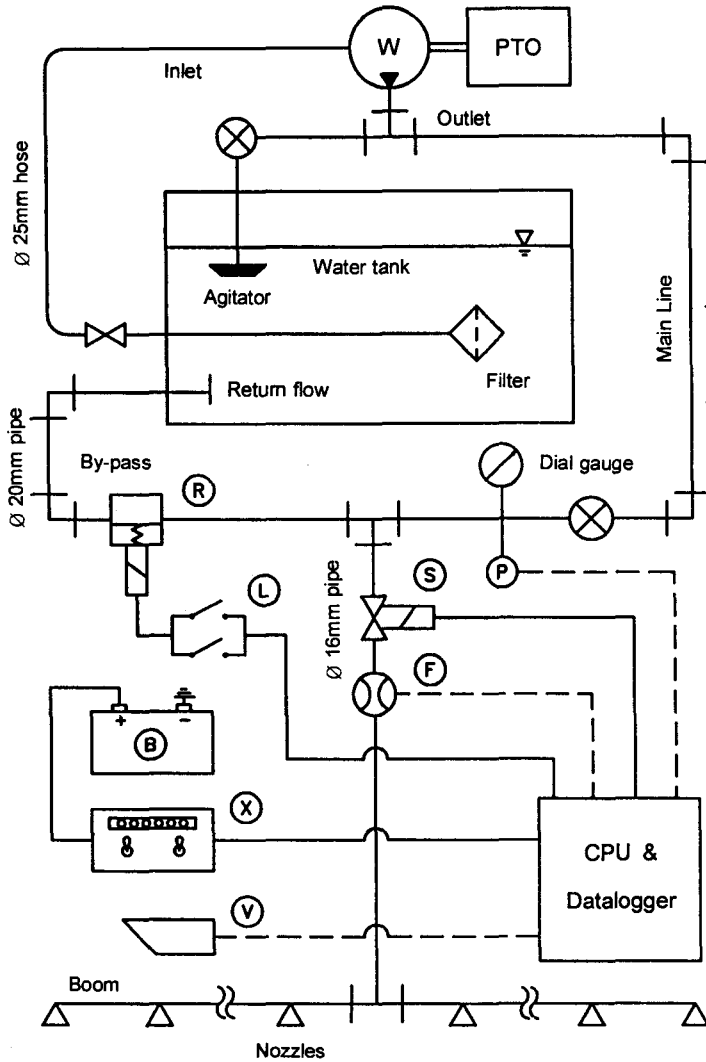 W
PTO
Inlet
Outlet
Ø 25mm hose
Water tank
Agitator
Main Line
Filter
Return flow
Ø 20mm pipe
By-pass
R
Dial gauge
P
L
S
Ø 16mm pipe
F
+
-
B
X
CPU &
Datalogger
V
Boom
Nozzles